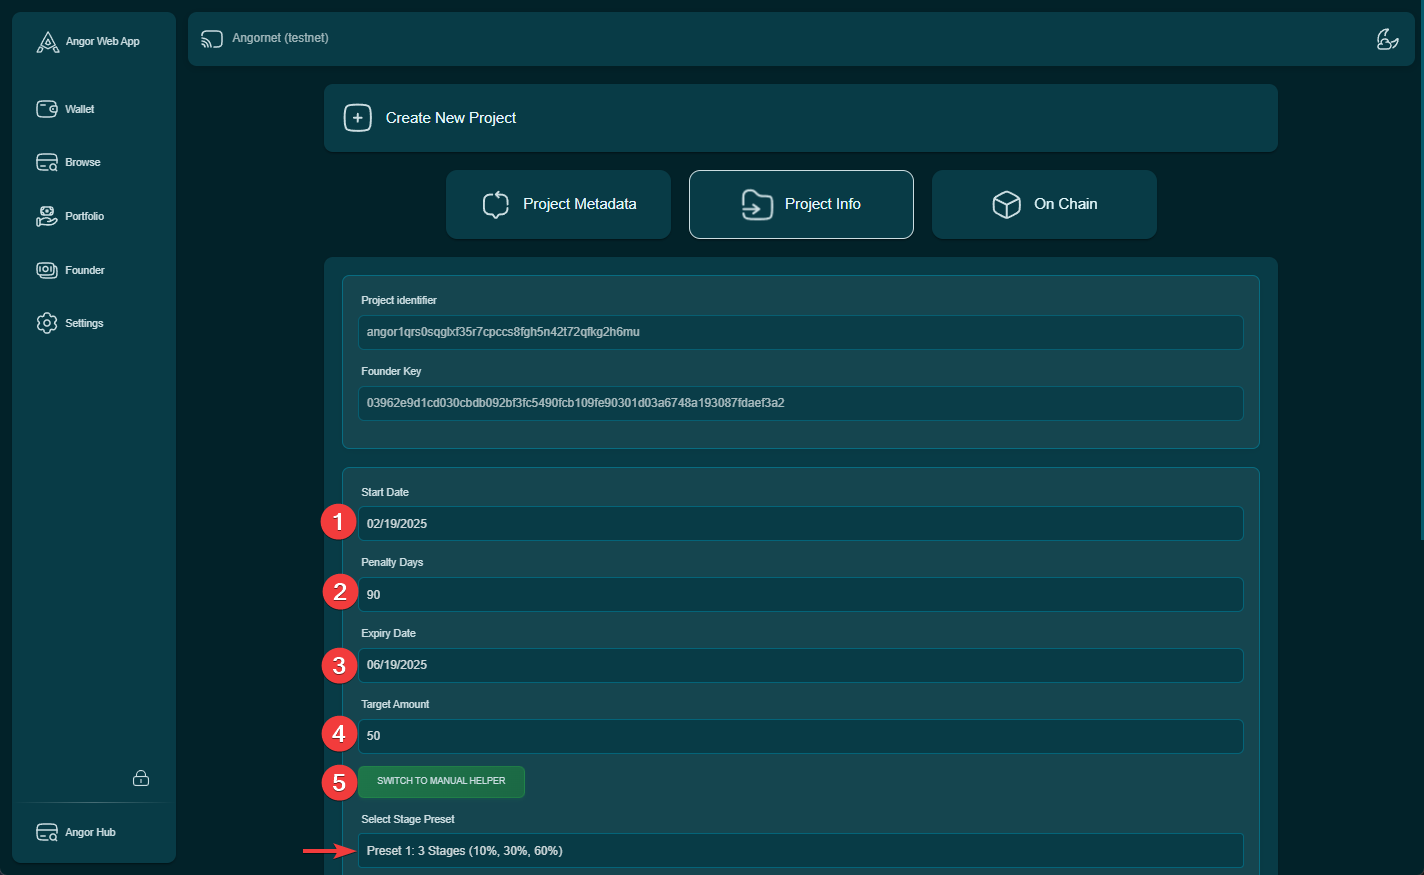 Angor Web App
Wallet
Browse
Portfolio
Founder
Settings
Angor Hub
Angornet (testnet)
Create New Project
Project Metadata
Project Info
On Chain
Project identifier
angor1qrs0sqglxf35r7cpccs8fgh5n42t72qfkg2h6mu
Founder Key
03962e9d1cd030cbdb092bf3fc5490fcb109fe90301d03a6748a193087fdaef3a2
Start Date
1 02/19/2025
Penalty Days
2 90
Expiry Date
3 06/19/2025
Target Amount
4 50
5 SWITCH TO MANUAL HELPER
Select Stage Preset
Preset 1: 3 Stages (10%, 30%, 60%)